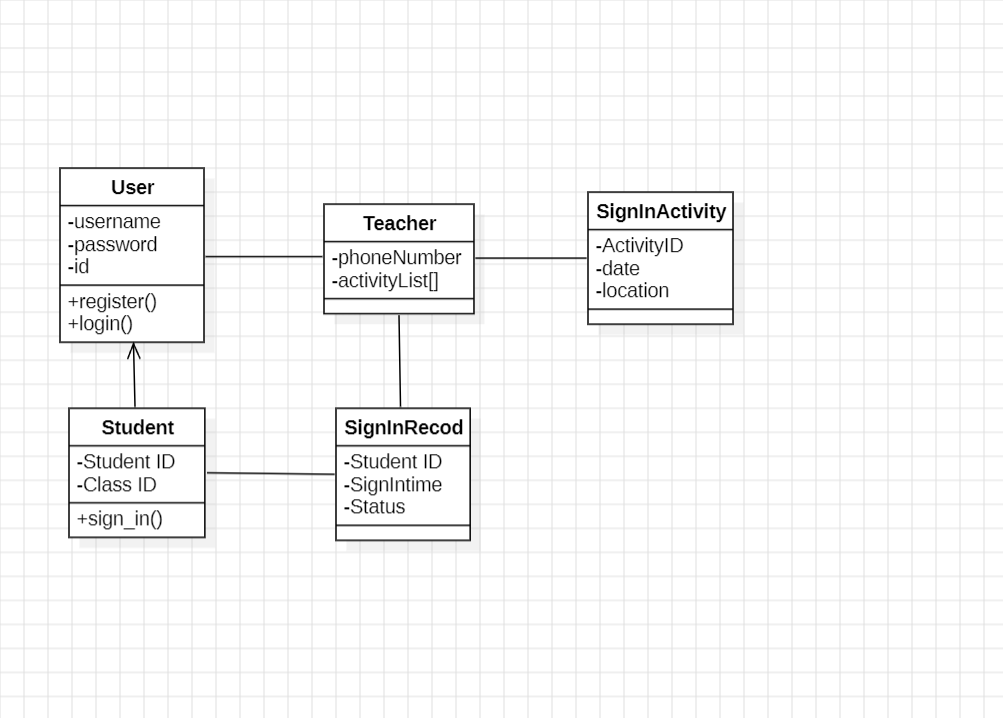 User
-username
-password
-id
+register()
+login()
Teacher
-phoneNumber
-activityList[]
SignInActivity
-ActivityID
-date
-location
Student
-Student ID
-Class ID
+sign_in()
SignInRecod
-Student ID
-SignIntime
-Status